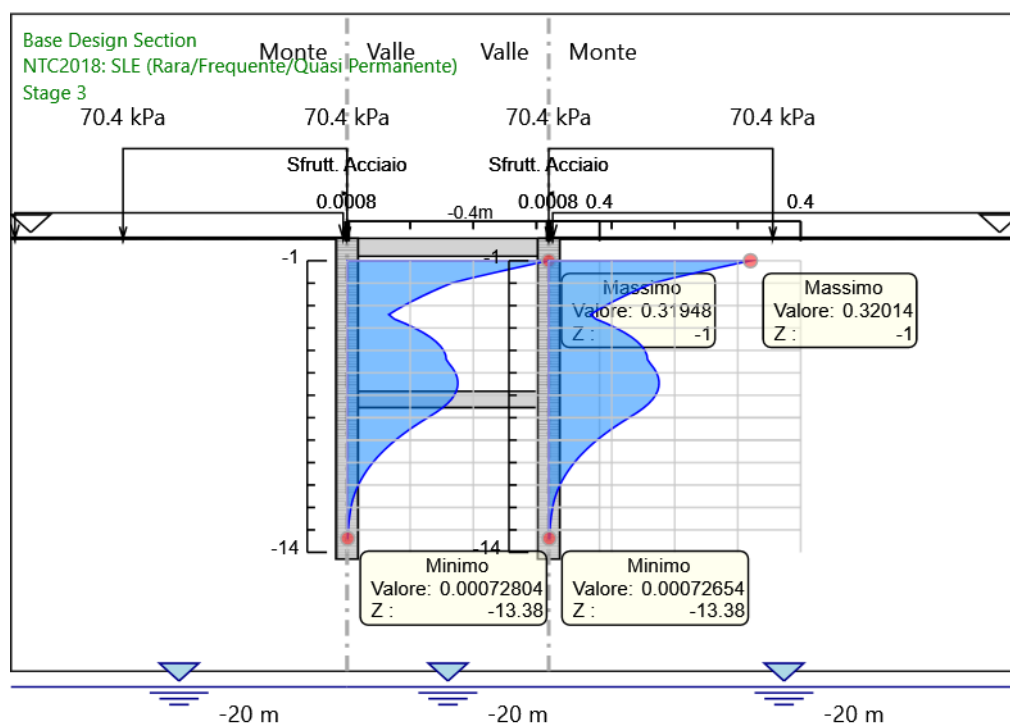 Base Design Section
Monte Valle Valle Monte
NTC2018: SLE (Rara/Frequente/Quasi Permanente)
Stage 3
70.4 kPa 70.4 kPa 70.4 kPa 70.4 kPa
Sfrutt. Acciaio Sfrutt. Acciaio
0.0008 0.0008 0.4 0.4
-0.4m
-1 -1
Massimo
Valore: 0.31948
Z : -1
Massimo
Valore: 0.32014
Z : -1
-14 -14
Minimo
Valore: 0.00072804
Z : -13.38
Minimo
Valore: 0.00072654
Z : -13.38
-20 m -20 m -20 m